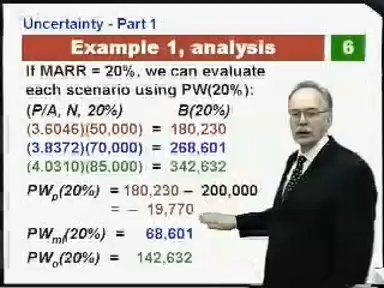 Uncertainty - Part 1
Example 1, analysis
6
If MARR = 20%, we can evaluate
each scenario using PW(20%):
(P/A, N, 20%) B(20%)
(3.6046)(50,000) = 180,230
(3.8372)(70,000) = 268,601
(4.0310)(85,000) = 342,632
PWp(20%) = 180,230 – 200,000
= – 19,770
PWml(20%) = 68,601
PWo(20%) = 142,632